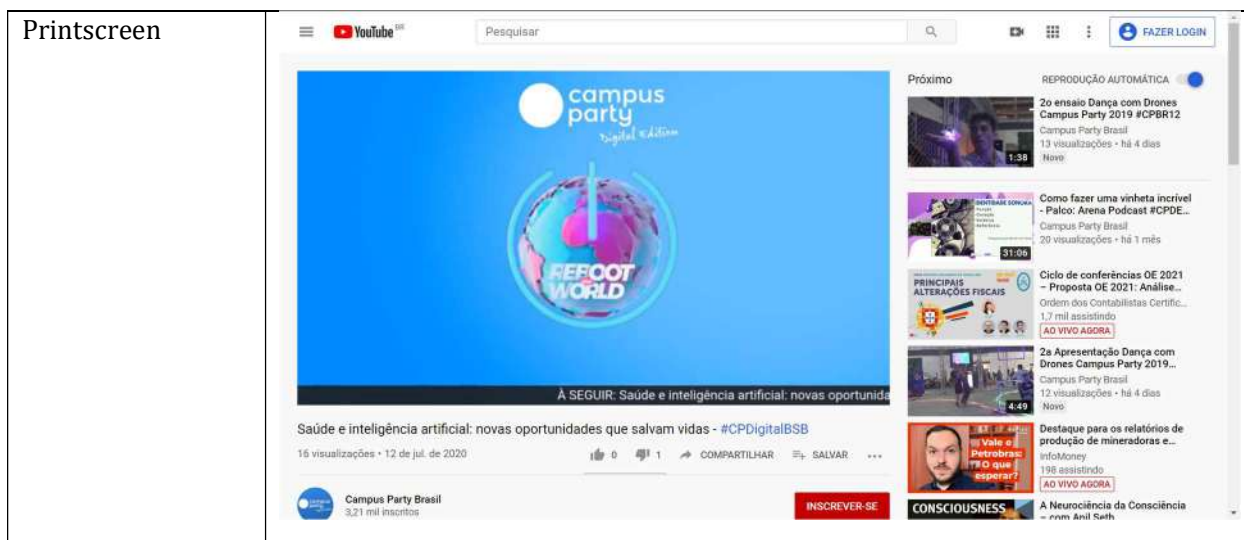 Printscreen
YouTube
Pesquisar
FAZER LOGIN
campus
party
Digital Edition
REBOOT
WORLD
À SEGUIR: Saúde e inteligência artificial: novas oportunida
Saúde e inteligência artificial: novas oportunidades que salvam vidas - #CPDigitalBSB
16 visualizações • 12 de jul. de 2020
0
1
COMPARTILHAR
SALVAR
Campus Party Brasil
3,21 mil inscritos
INSCREVER-SE
Próximo
REPRODUÇÃO AUTOMÁTICA
1:38
2o ensaio Dança com Drones
Campus Party 2019 #CPBR12
Campus Party Brasil
13 visualizações • há 4 dias
Novo
IDENTIDADE SONORA
31:06
Como fazer uma vinheta incrível
- Palco: Arena Podcast #CPDE...
Campus Party Brasil
20 visualizações • há 1 mês
PRINCIPAIS
ALTERAÇÕES FISCAIS
Ciclo de conferências OE 2021
– Proposta OE 2021: Análise...
Ordem dos Contabilistas Certific...
1,7 mil assistindo
AO VIVO AGORA
4:49
2a Apresentação Dança com
Drones Campus Party 2019...
Campus Party Brasil
12 visualizações • há 4 dias
Novo
Vale e
Petrobras:
O que
esperar?
Destaque para os relatórios de
produção de mineradoras e...
InfoMoney
198 assistindo
AO VIVO AGORA
CONSCIOUSNESS
A Neurociência da Consciência
– com Anil Seth